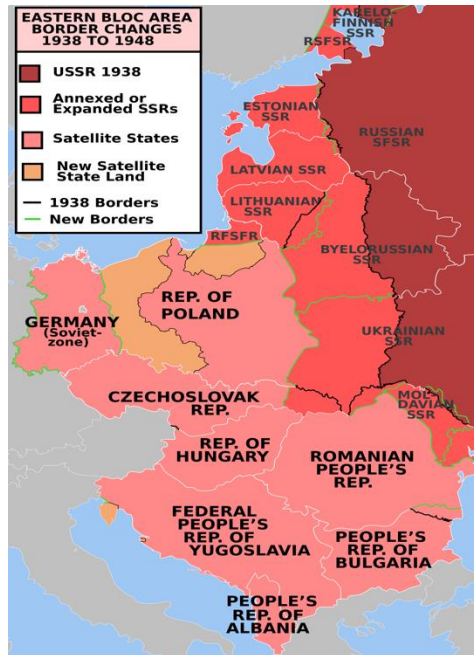 EASTERN BLOC AREA
BORDER CHANGES
1938 TO 1948
USSR 1938
Annexed or
Expanded SSRs
Satellite States
New Satellite
State Land
1938 Borders
New Borders
KARELO-
FINNISH
SSR
RSFSR
ESTONIAN
SSR
RUSSIAN
SFSR
LATVIAN SSR
LITHUANIAN
SSR
RFSFR
BYELORUSSIAN
SSR
REP. OF
POLAND
GERMANY
(Soviet-
zone)
UKRAINIAN
SSR
CZECHOSLOVAK
REP.
MOL-
DAVIAN
SSR
REP. OF
HUNGARY
ROMANIAN
PEOPLE'S
REP.
FEDERAL
PEOPLE'S
REP. OF
YUGOSLAVIA
PEOPLE'S
REP. OF
BULGARIA
PEOPLE'S
REP. OF
ALBANIA